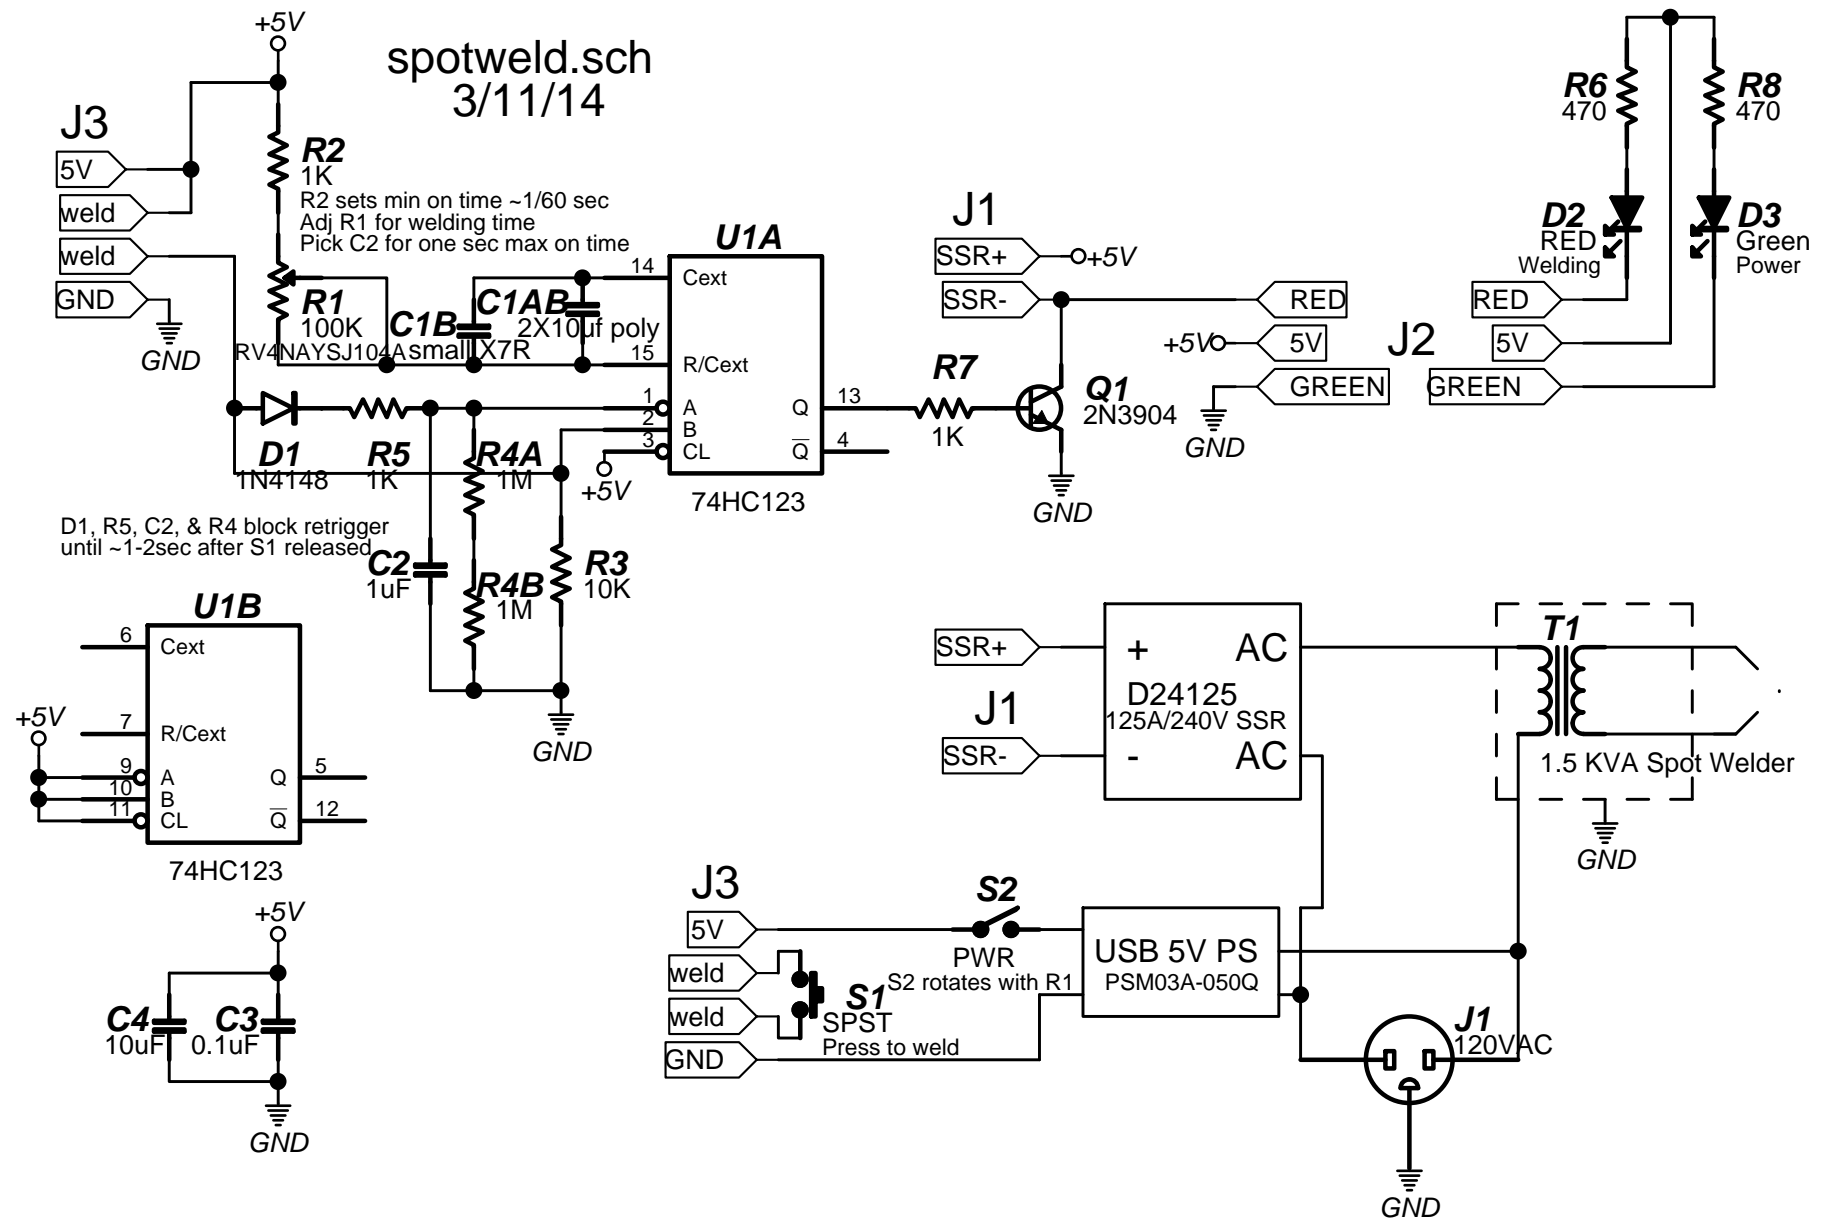 +5V
spotweld.sch
3/11/14
J3
5V
weld
weld
GND
GND
R2
1K
R2 sets min on time ~1/60 sec
Adj R1 for welding time
Pick C2 for one sec max on time
R1
100K
RV4NAYSJ104A
C1B
small X7R
C1AB
2X10uf poly
U1A
14
Cext
15
R/Cext
1
A
2
B
3
CL
+5V
13
Q
4
Q
74HC123
D1
1N4148
R5
1K
R4A
1M
D1, R5, C2, & R4 block retrigger
until ~1-2sec after S1 released
C2
1uF
R4B
1M
R3
10K
GND
R7
1K
Q1
2N3904
GND
J1
SSR+
+5V
SSR-
RED
+5V
5V
GREEN
GND
J2
RED
5V
GREEN
R6
470
R8
470
D2
RED
Welding
D3
Green
Power
U1B
6
Cext
7
R/Cext
+5V
9
A
10
B
11
CL
5
Q
12
Q
74HC123
+5V
C4
10uF
C3
0.1uF
GND
SSR+
J1
SSR-
+
AC
D24125
125A/240V SSR
-
AC
T1
1.5 KVA Spot Welder
GND
J3
5V
weld
weld
GND
S2
PWR
S2 rotates with R1
S1
SPST
Press to weld
USB 5V PS
PSM03A-050Q
J1
120VAC
GND